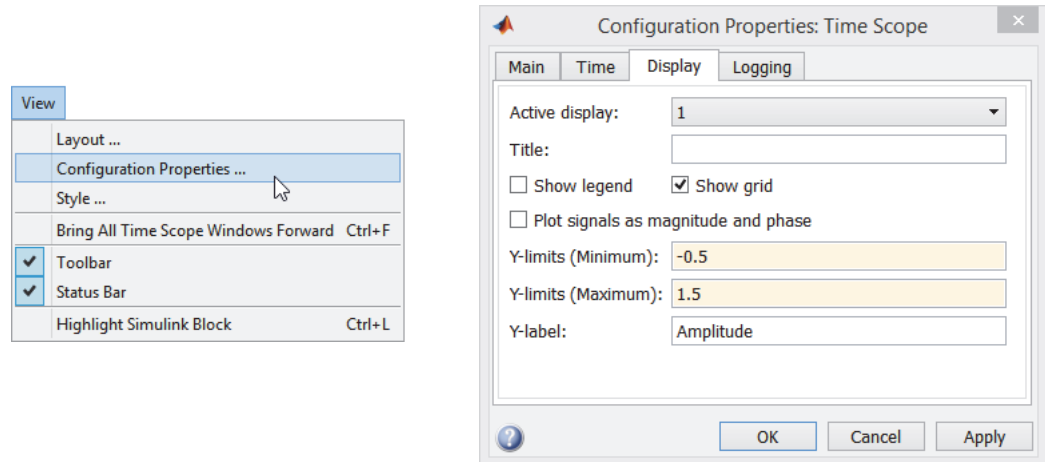 View
Layout ...
Configuration Properties ...
Style ...
Bring All Time Scope Windows Forward Ctrl+F
Toolbar
Status Bar
Highlight Simulink Block Ctrl+L
Configuration Properties: Time Scope
Main Time Display Logging
Active display: 1
Title:
Show legend Show grid
Plot signals as magnitude and phase
Y-limits (Minimum): -0.5
Y-limits (Maximum): 1.5
Y-label: Amplitude
OK Cancel Apply